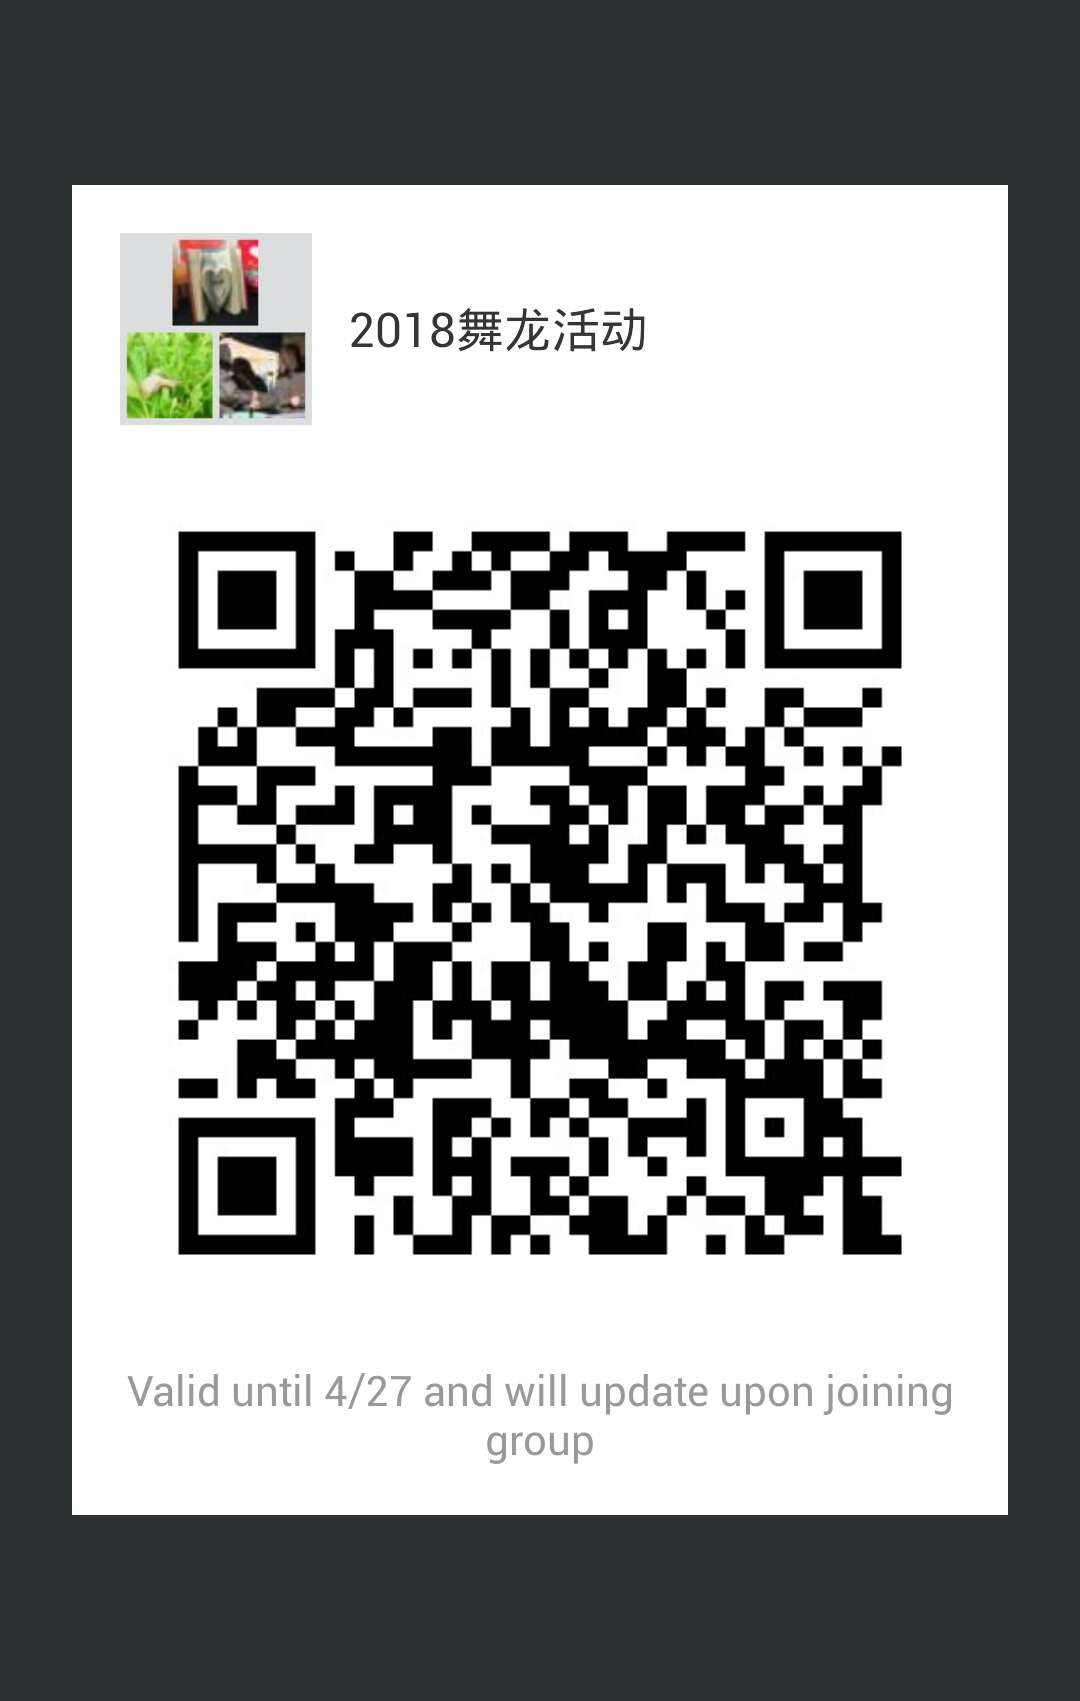 2018舞龙活动
Valid until 4/27 and will update upon joining
group